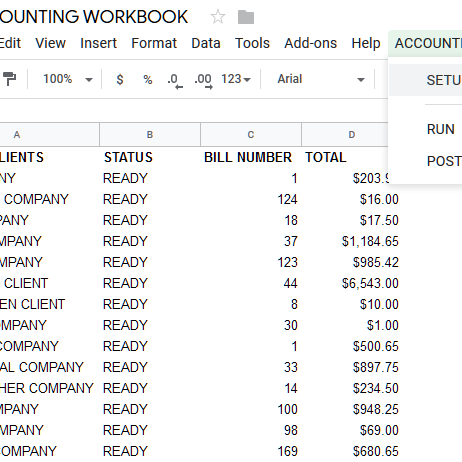 OUNTING WORKBOOK
Edit View Insert Format Data Tools Add-ons Help ACCOUNTI
100% $ % .0 .00 123 Arial
SETU
RUN
POST
A B C D
LIENTS STATUS BILL NUMBER TOTAL
NY READY 1 $203.9
COMPANY READY 124 $16.00
PANY READY 18 $17.50
MPANY READY 37 $1,184.65
MPANY READY 123 $985.42
CLIENT READY 44 $6,543.00
EN CLIENT READY 8 $10.00
OMPANY READY 30 $1.00
COMPANY READY 1 $500.65
AL COMPANY READY 33 $897.75
HER COMPANY READY 14 $234.50
MPANY READY 100 $948.25
MPANY READY 98 $69.00
COMPANY READY 169 $680.65